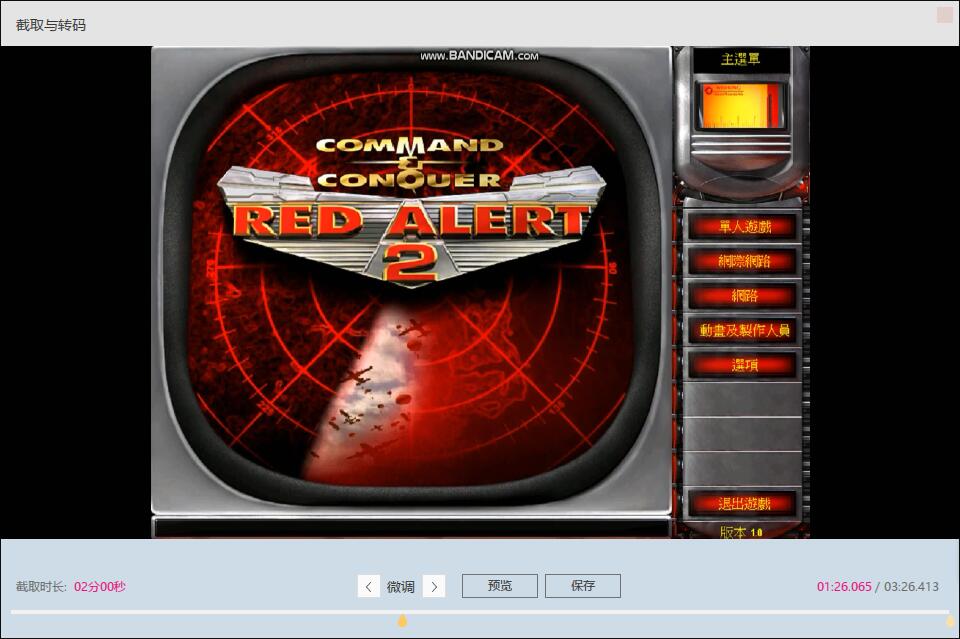 截取与转码
WWW.BANDICAM.COM
主選單
COMMAND
&
CONQUER
RED ALERT
2
單人遊戲
網際網路
網路
動畫及製作人員
選項
退出遊戲
版本 1.0
截取时长: 02分00秒
微调
预览
保存
01:26.065 / 03:26.413